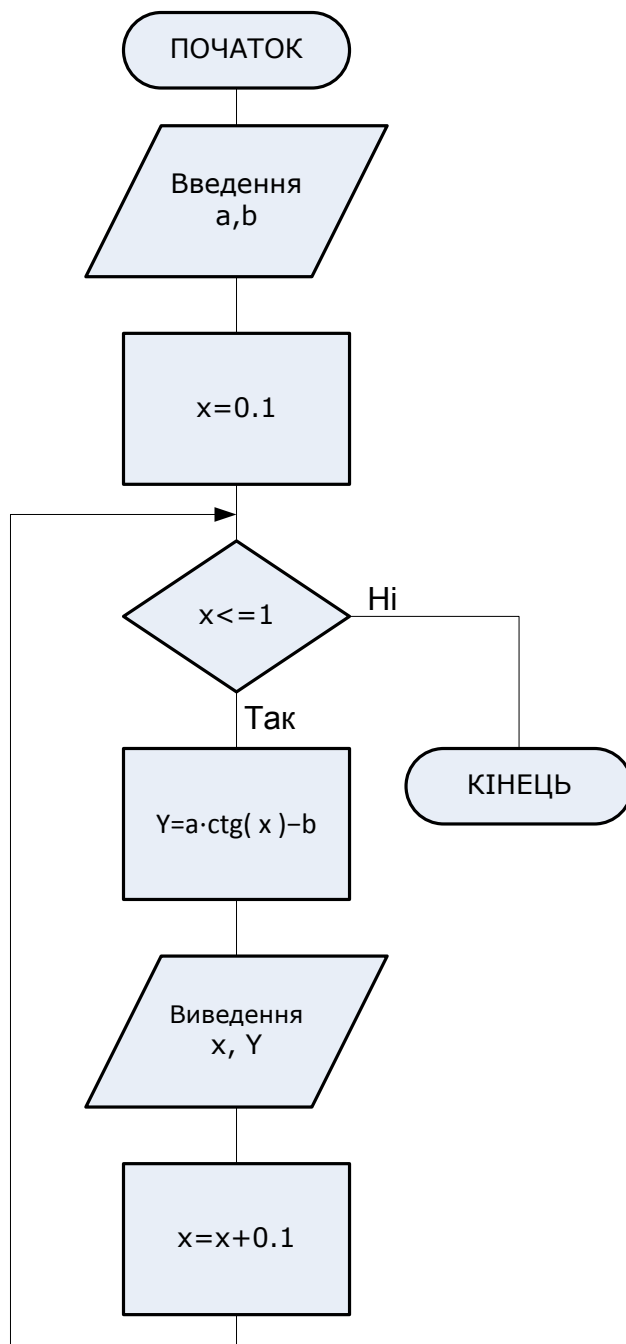 ПОЧАТОК
Введення
a,b
x=0.1
x<=1
Ні
Так
Y=a·ctg( x )−b
КІНЕЦЬ
Виведення
x, Y
x=x+0.1